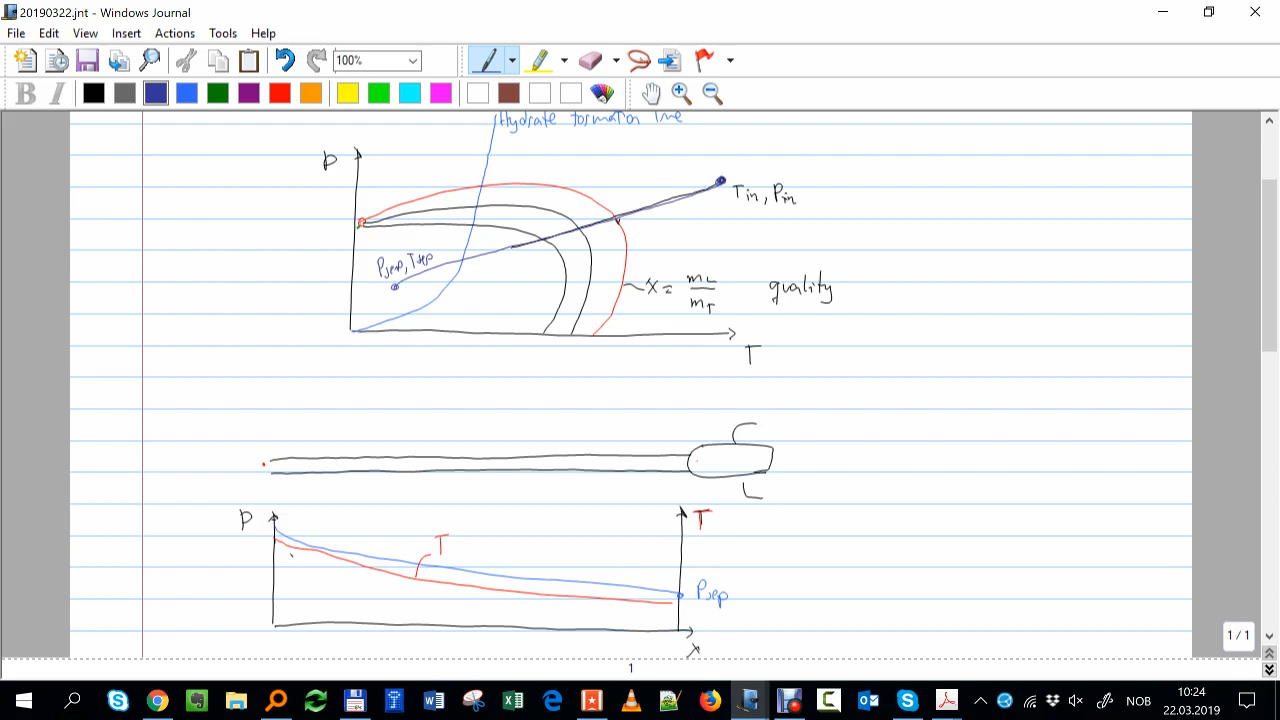 20190322.jnt - Windows Journal
File Edit View Insert Actions Tools Help
100%
B I
Hydrate formation line
P
Tin, Pin
Psep, Tsep
X = mL / mT quality
T
P
T
T
Psep
x
1 / 1
1
NOB
10:24
22.03.2019